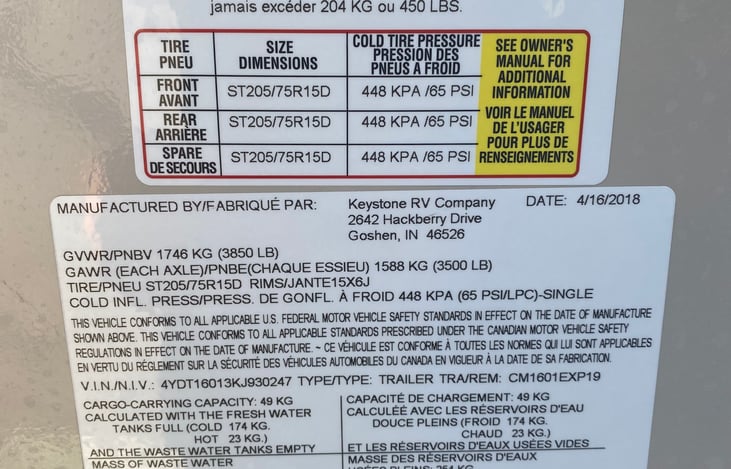 jamais excéder 204 KG ou 450 LBS.
TIRE PNEU SIZE DIMENSIONS COLD TIRE PRESSURE PRESSION DES PNEUS A FROID
FRONT AVANT ST205/75R15D 448 KPA /65 PSI
REAR ARRIÈRE ST205/75R15D 448 KPA /65 PSI
SPARE DE SECOURS ST205/75R15D 448 KPA /65 PSI
SEE OWNER'S
MANUAL FOR
ADDITIONAL
INFORMATION
VOIR LE MANUEL
DE L'USAGER
POUR PLUS DE
RENSEIGNEMENTS
MANUFACTURED BY/FABRIQUÉ PAR: Keystone RV Company DATE: 4/16/2018
2642 Hackberry Drive
Goshen, IN 46526
GVWR/PNBV 1746 KG (3850 LB)
GAWR (EACH AXLE)/PNBE(CHAQUE ESSIEU) 1588 KG (3500 LB)
TIRE/PNEU ST205/75R15D RIMS/JANTE15X6J
COLD INFL. PRESS/PRESS. DE GONFL. À FROID 448 KPA (65 PSI/LPC)-SINGLE
THIS VEHICLE CONFORMS TO ALL APPLICABLE U.S. FEDERAL MOTOR VEHICLE SAFETY STANDARDS IN EFFECT ON THE DATE OF MANUFACTURE
SHOWN ABOVE. THIS VEHICLE CONFORMS TO ALL APPLICABLE STANDARDS PRESCRIBED UNDER THE CANADIAN MOTOR VEHICLE SAFETY
REGULATIONS IN EFFECT ON THE DATE OF MANUFACTURE. ~ CE VÉHICULE EST CONFORME À TOUTES LES NORMES QUI LUI SONT APPLICABLES
EN VERTU DU RÉGLEMENT SUR LA SÉCURITÉ DES VÉHICULES AUTOMOBILES DU CANADA EN VIGUEUR À LA DATE DE SA FABRICATION.
V.I.N./N.I.V.: 4YDT16013KJ930247 TYPE/TYPE: TRAILER TRA/REM: CM1601EXP19
CARGO-CARRYING CAPACITY: 49 KG
CALCULATED WITH THE FRESH WATER
TANKS FULL (COLD 174 KG.
HOT 23 KG.)
AND THE WASTE WATER TANKS EMPTY
MASS OF WASTE WATER
CAPACITÉ DE CHARGEMENT: 49 KG
CALCULÉE AVEC LES RÉSERVOIRS D'EAU
DOUCE PLEINS (FROID 174 KG.
CHAUD 23 KG.)
ET LES RÉSERVOIRS D'EAU USÉES VIDES
MASSE DES RÉSERVOIRS D'EAU